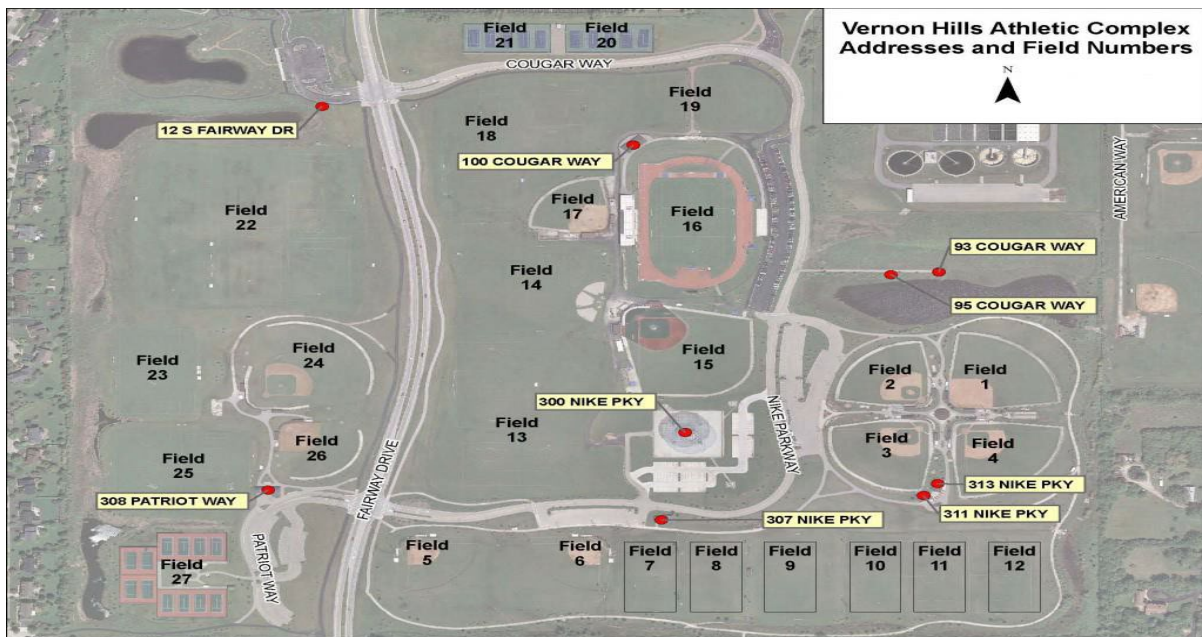 Vernon Hills Athletic Complex
Addresses and Field Numbers
N
Field
21
Field
20
COUGAR WAY
Field
19
12 S FAIRWAY DR
Field
18
100 COUGAR WAY
AMERICAN WAY
Field
17
Field
16
Field
22
93 COUGAR WAY
95 COUGAR WAY
Field
14
Field
15
Field
24
Field
23
Field
2
Field
1
300 NIKE PKY
NIKE PARKWAY
Field
13
Field
26
Field
25
Field
3
Field
4
308 PATRIOT WAY
FAIRWAY DRIVE
313 NIKE PKY
311 NIKE PKY
307 NIKE PKY
Field
5
Field
6
Field
7
Field
8
Field
9
Field
10
Field
11
Field
12
Field
27
PATRIOT WAY